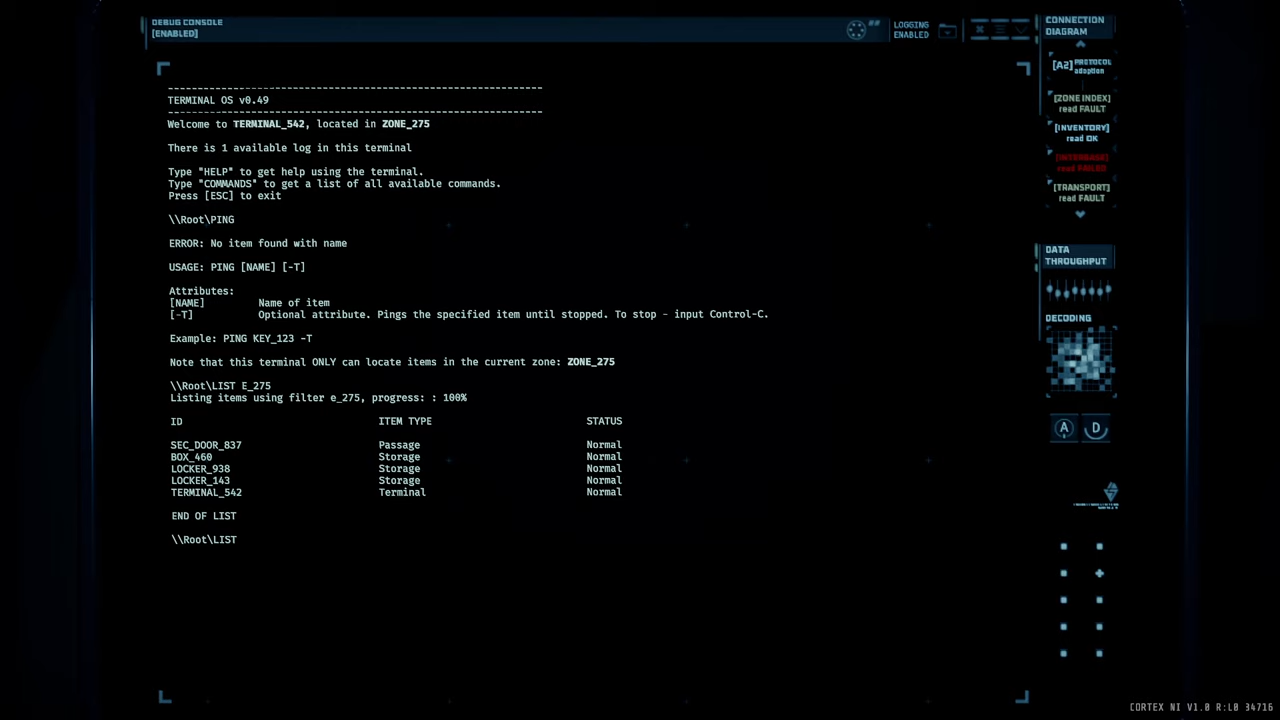 DEBUG CONSOLE
[ENABLED]
LOGGING
ENABLED
------------------------------------------------------------------
TERMINAL OS v0.49
------------------------------------------------------------------
Welcome to TERMINAL_542, located in ZONE_275
There is 1 available log in this terminal
Type "HELP" to get help using the terminal.
Type "COMMANDS" to get a list of all available commands.
Press [ESC] to exit
\\Root\PING
ERROR: No item found with name
USAGE: PING [NAME] [-T]
Attributes:
[NAME] Name of item
[-T] Optional attribute. Pings the specified item until stopped. To stop - input Control-C.
Example: PING KEY_123 -T
Note that this terminal ONLY can locate items in the current zone: ZONE_275
\\Root\LIST E_275
Listing items using filter e_275, progress: : 100%
ID ITEM TYPE STATUS
SEC_DOOR_837 Passage Normal
BOX_460 Storage Normal
LOCKER_938 Storage Normal
LOCKER_143 Storage Normal
TERMINAL_542 Terminal Normal
END OF LIST
\\Root\LIST
CONNECTION
DIAGRAM
[A2] PROTOCOL
adoption
[ZONE INDEX]
read FAULT
[INVENTORY]
read OK
[INTERBASE]
read FAILED
[TRANSPORT]
read FAULT
DATA
THROUGHPUT
DECODING
A D
CORTEX NI V1.0 R:L0 34716